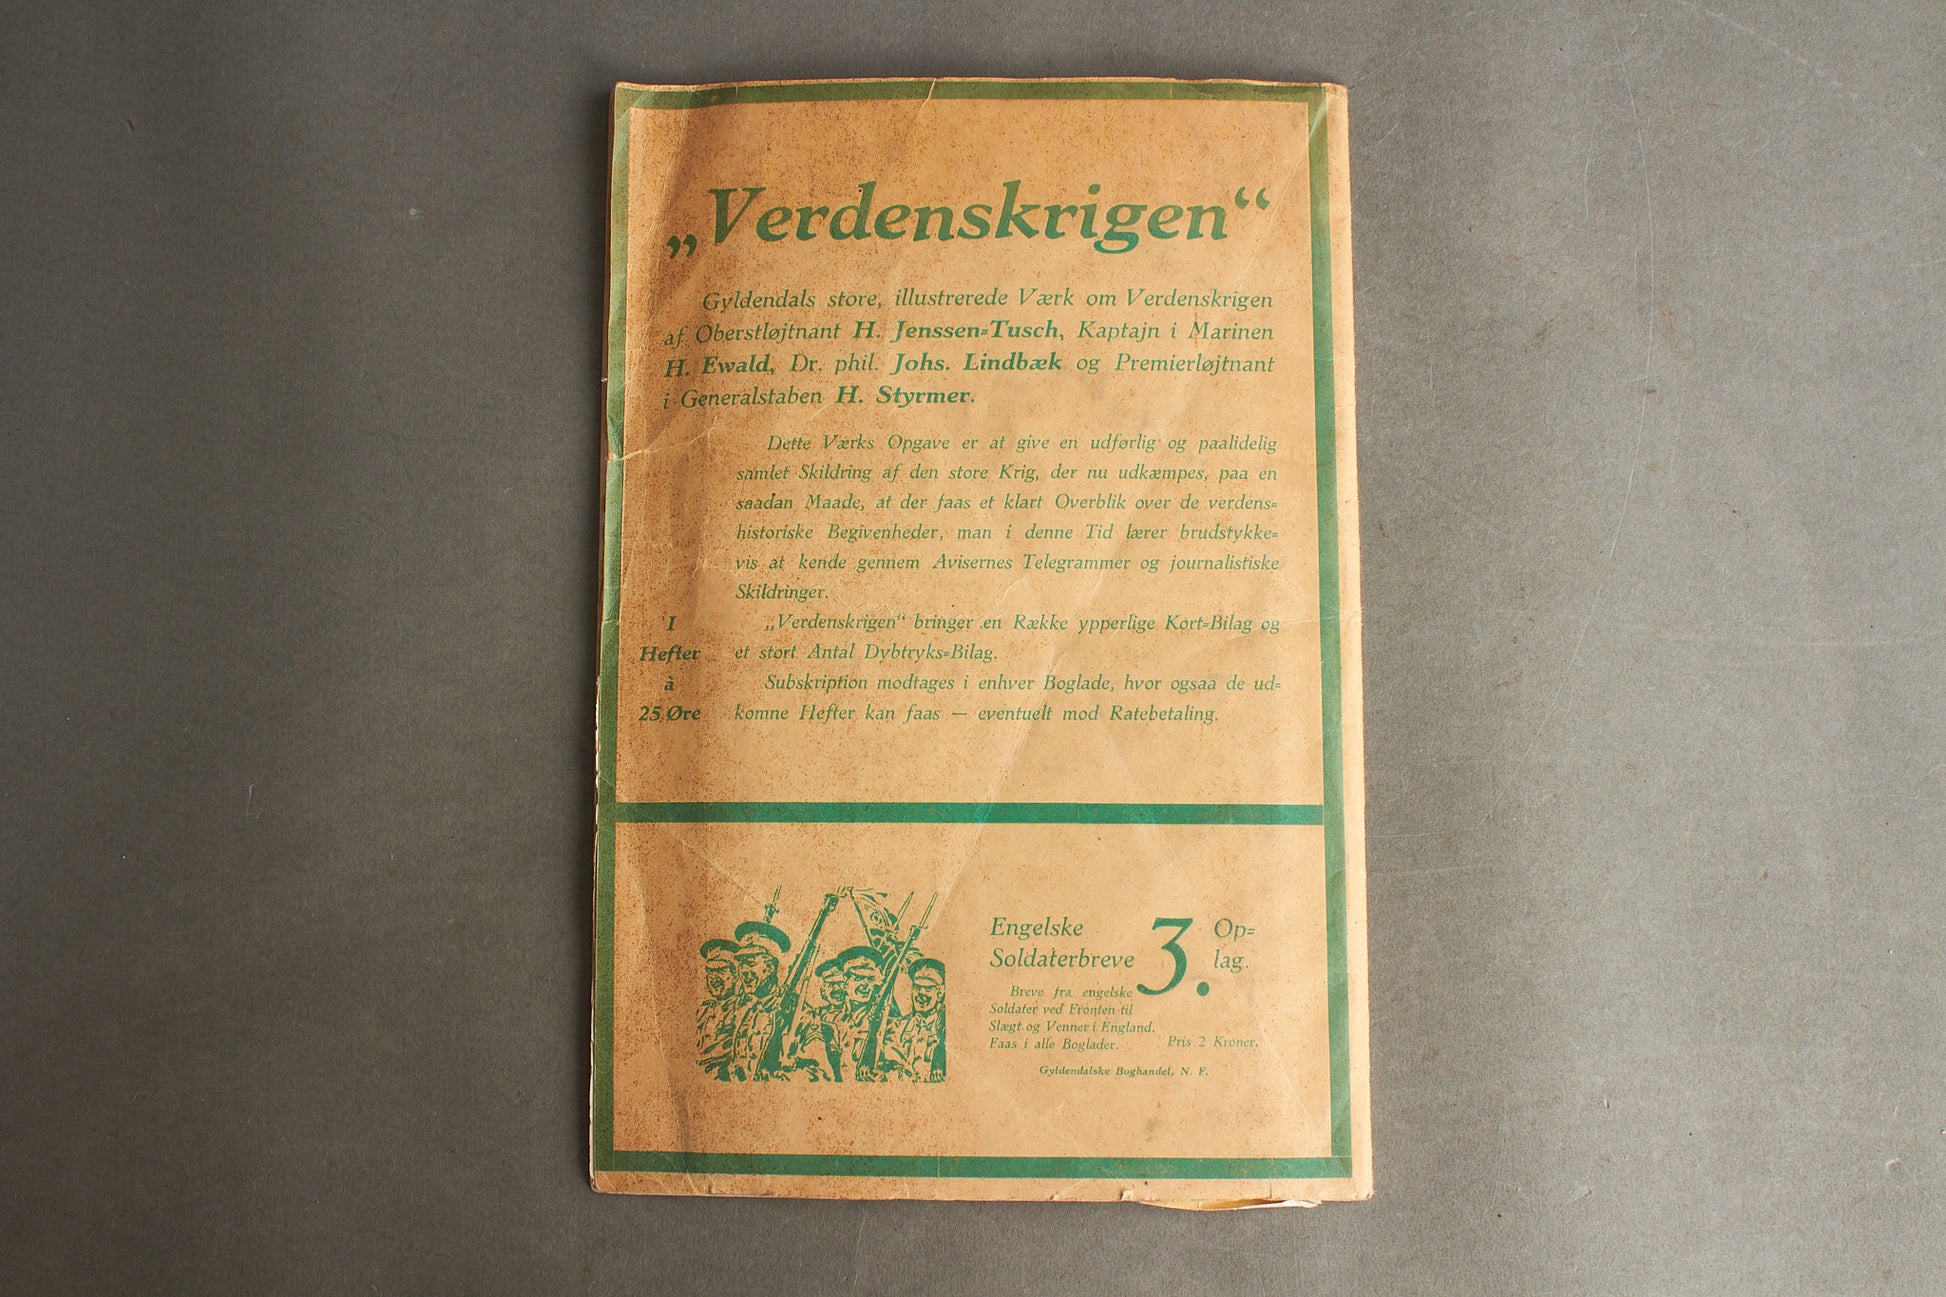 „Verdenskrigen“
Gyldendals store, illustrerede Værk om Verdenskrigen
af Oberstløjtnant H. Jenssen=Tusch, Kaptajn i Marinen
H. Ewald, Dr. phil. Johs. Lindbæk og Premierløjtnant
i Generalstaben H. Styrmer.
Dette Værks Opgave er at give en udførlig og paalidelig
samlet Skildring af den store Krig, der nu udkæmpes, paa en
saadan Maade, at der faas et klart Overblik over de verdens=
historiske Begivenheder, man i denne Tid lærer brudstykke=
vis at kende gennem Avisernes Telegrammer og journalistiske
Skildringer.
„Verdenskrigen“ bringer en Række ypperlige Kort=Bilag og
et stort Antal Dybtryks=Bilag.
Subskription modtages i enhver Boglade, hvor ogsaa de ud=
komne Hefter kan faas — eventuelt mod Ratebetaling.
I
Hefter
à
25 Øre
Engelske
Soldaterbreve
3.
Op=
lag.
Breve fra engelske
Soldater ved Fronten til
Slægt og Venner i England.
Faas i alle Boglader.
Pris 2 Kroner.
Gyldendalske Boghandel, N. F.